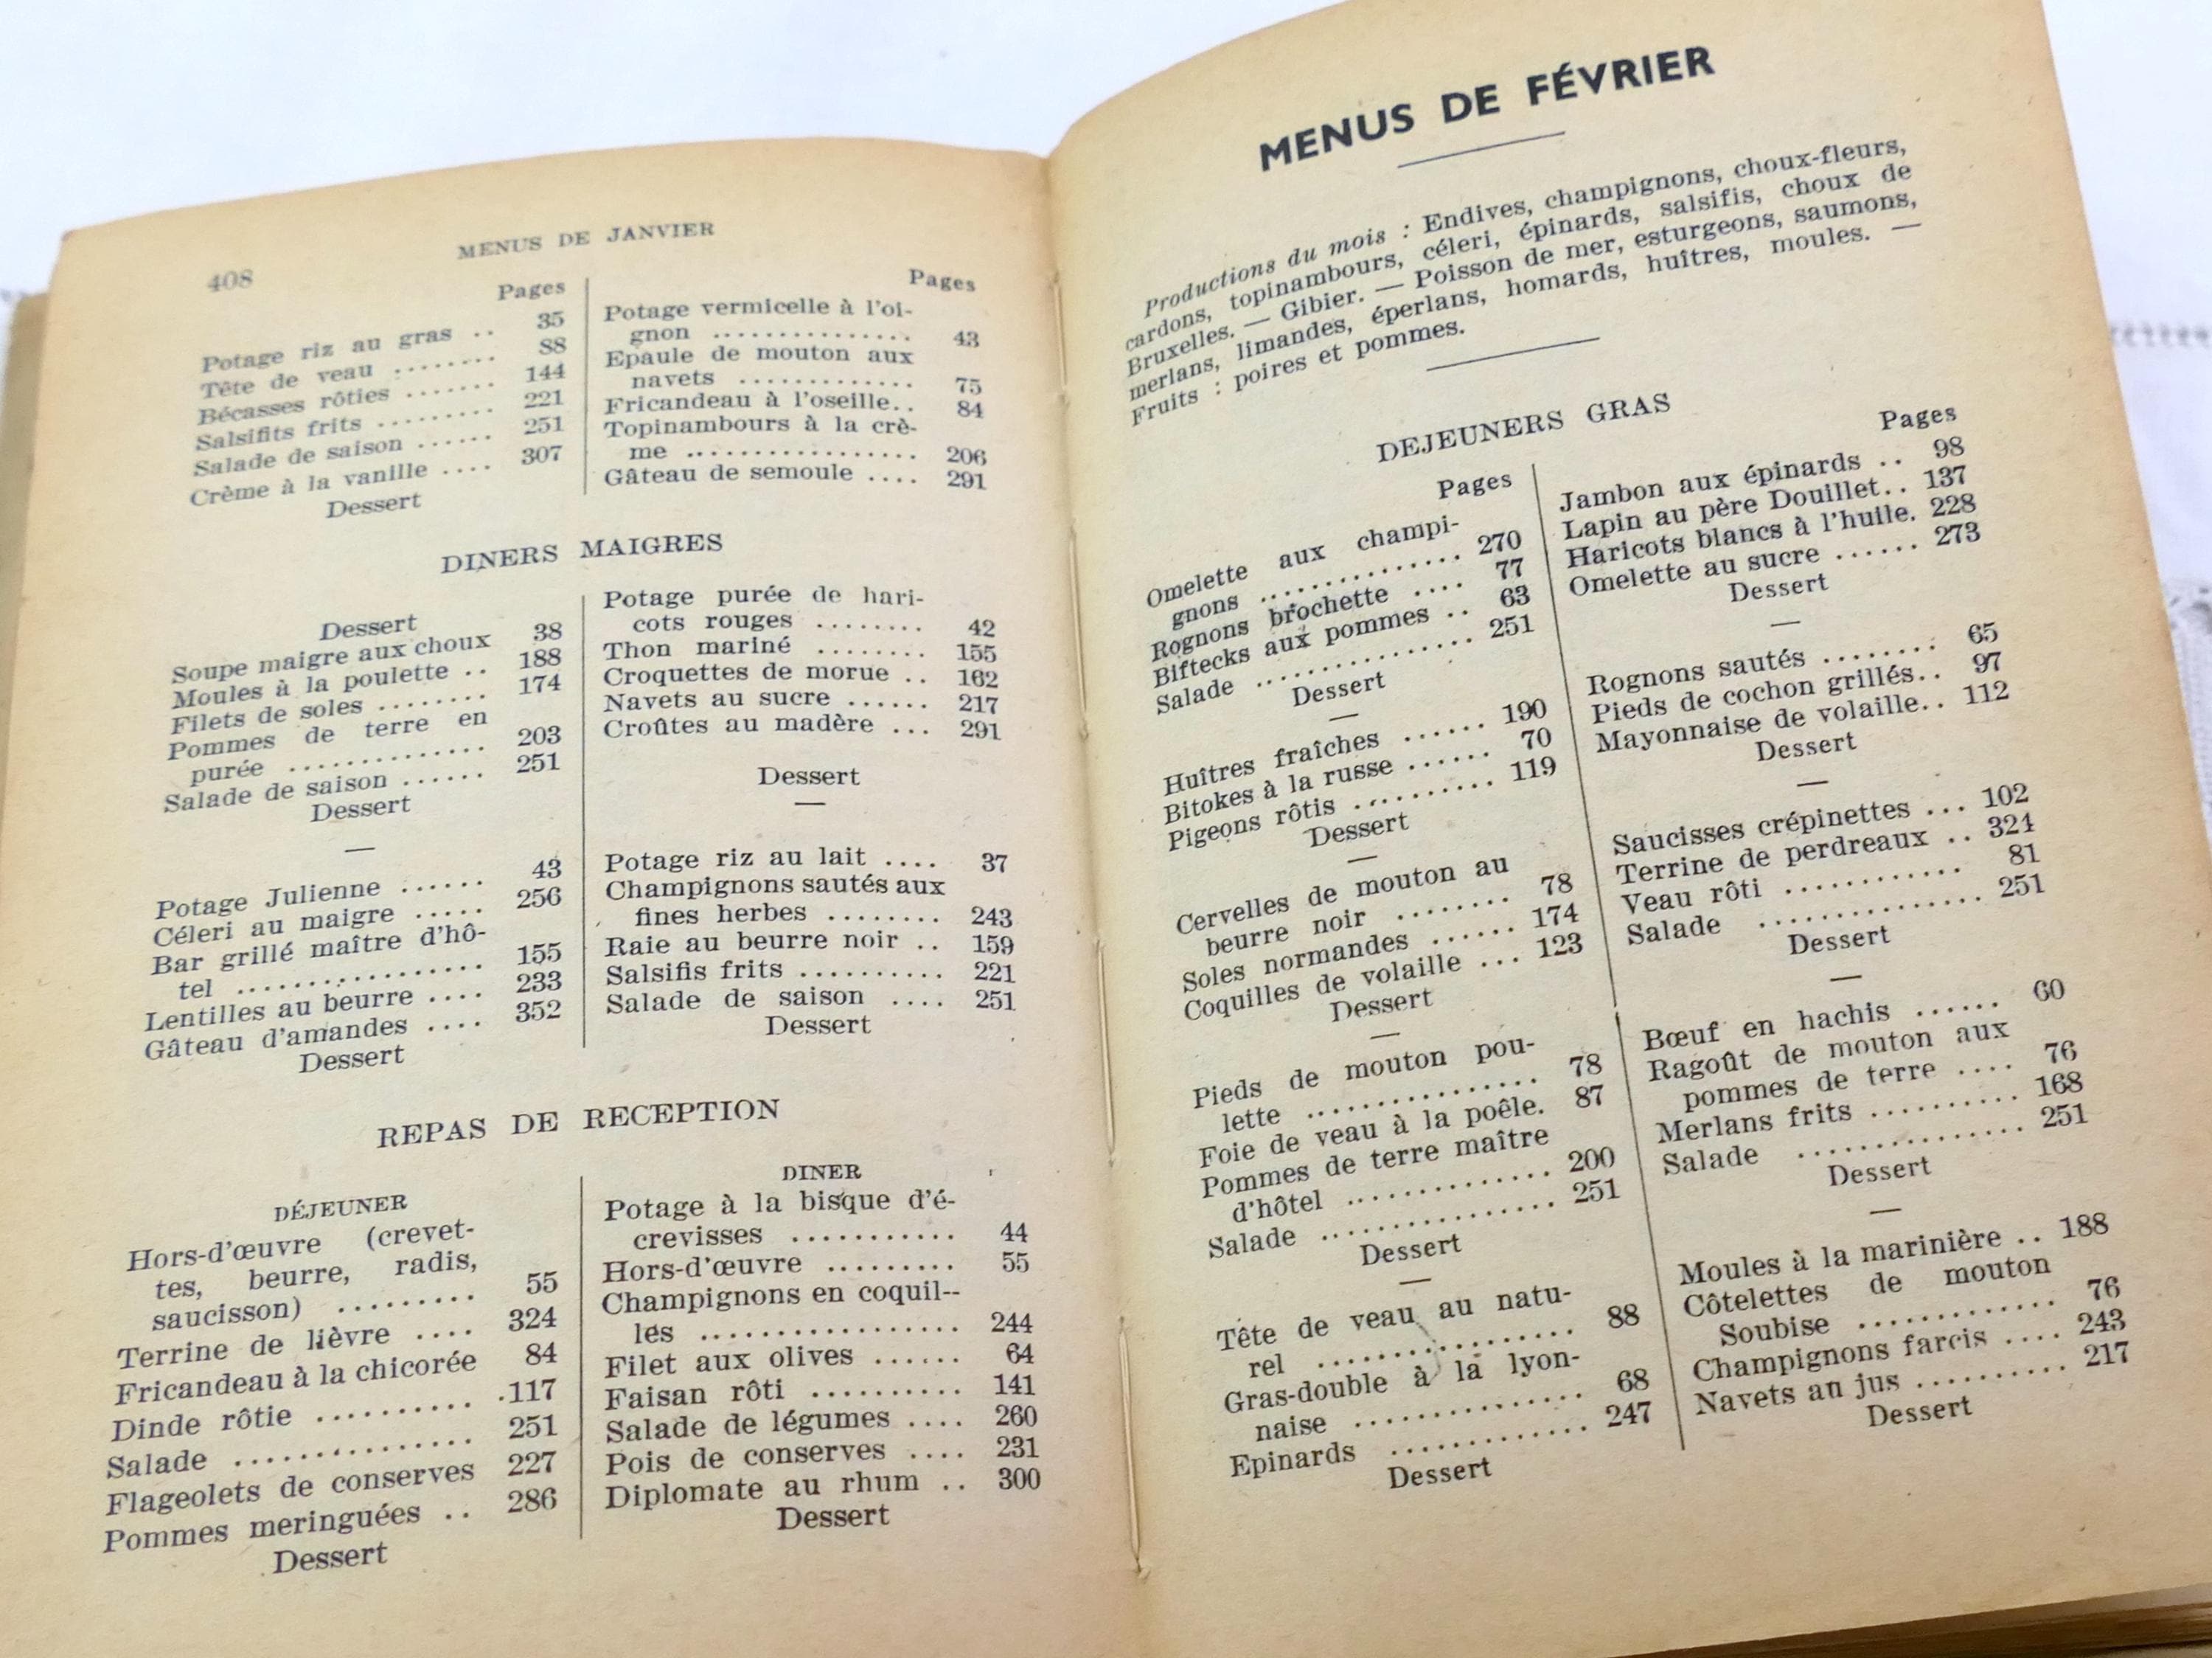 408
MENUS DE JANVIER
Pages
Potage riz au gras .. 35
Tête de veau ........ 88
Bécasses rôties ....... 144
Salsifits frits ......... 221
Salade de saison ...... 251
Crème à la vanille .... 307
Dessert
Pages
Potage vermicelle à l'oi-
gnon ............... 43
Epaule de mouton aux
navets ............. 75
Fricandeau à l'oseille.. 84
Topinambours à la crè-
me ................. 206
Gâteau de semoule .... 291
DINERS MAIGRES
Dessert
Soupe maigre aux choux 38
Moules à la poulette .. 188
Filets de soles ........ 174
Pommes de terre en
purée .............. 203
Salade de saison ...... 251
Dessert
—
Potage Julienne ...... 43
Céleri au maigre ..... 256
Bar grillé maître d'hô-
tel ................ 155
Lentilles au beurre .... 233
Gâteau d'amandes .... 352
Dessert
Potage purée de hari-
cots rouges ........ 42
Thon mariné ........ 155
Croquettes de morue .. 162
Navets au sucre ...... 217
Croûtes au madère ... 291
Dessert
—
Potage riz au lait .... 37
Champignons sautés aux
fines herbes ........ 243
Raie au beurre noir .. 159
Salsifis frits .......... 221
Salade de saison .... 251
Dessert
REPAS DE RECEPTION
DÉJEUNER
Hors-d'œuvre (crevet-
tes, beurre, radis,
saucisson) ......... 55
Terrine de lièvre .... 324
Fricandeau à la chicorée 84
Dinde rôtie .......... .117
Salade ............... 251
Flageolets de conserves 227
Pommes meringuées .. 286
Dessert
DINER
Potage à la bisque d'é-
crevisses ........... 44
Hors-d'œuvre ......... 55
Champignons en coquil--
les .................. 244
Filet aux olives ...... 64
Faisan rôti .......... 141
Salade de légumes .... 260
Pois de conserves .... 231
Diplomate au rhum .. 300
Dessert
MENUS DE FÉVRIER
Productions du mois : Endives, champignons, choux-fleurs,
cardons, topinambours, céleri, épinards, salsifis, choux de
Bruxelles. — Gibier. — Poisson de mer, esturgeons, saumons,
merlans, limandes, éperlans, homards, huîtres, moules. —
Fruits : poires et pommes.
DEJEUNERS GRAS
Pages
Omelette aux champi-
gnons ............. 270
Rognons brochette .... 77
Biftecks aux pommes .. 63
Salade .............. 251
Dessert
—
Huîtres fraîches ...... 190
Bitokes à la russe ...... 70
Pigeons rôtis .......... 119
Dessert
—
Cervelles de mouton au
beurre noir ........ 78
Soles normandes ...... 174
Coquilles de volaille ... 123
Dessert
—
Pieds de mouton pou-
lette ................ 78
Foie de veau à la poêle. 87
Pommes de terre maître
d'hôtel .............. 200
Salade ................ 251
Dessert
—
Tête de veau au natu-
rel ................. 88
Gras-double à la lyon-
naise ............... 68
Epinards ............. 247
Dessert
Pages
Jambon aux épinards .. 98
Lapin au père Douillet.. 137
Haricots blancs à l'huile. 228
Omelette au sucre ...... 273
Dessert
—
Rognons sautés ........ 65
Pieds de cochon grillés.. 97
Mayonnaise de volaille.. 112
Dessert
—
Saucisses crépinettes ... 102
Terrine de perdreaux .. 324
Veau rôti ............ 81
Salade ............... 251
Dessert
—
Bœuf en hachis ...... 60
Ragoût de mouton aux
pommes de terre .... 76
Merlans frits .......... 168
Salade ............... 251
Dessert
—
Moules à la marinière .. 188
Côtelettes de mouton
Soubise ............ 76
Champignons farcis .... 243
Navets au jus .......... 217
Dessert